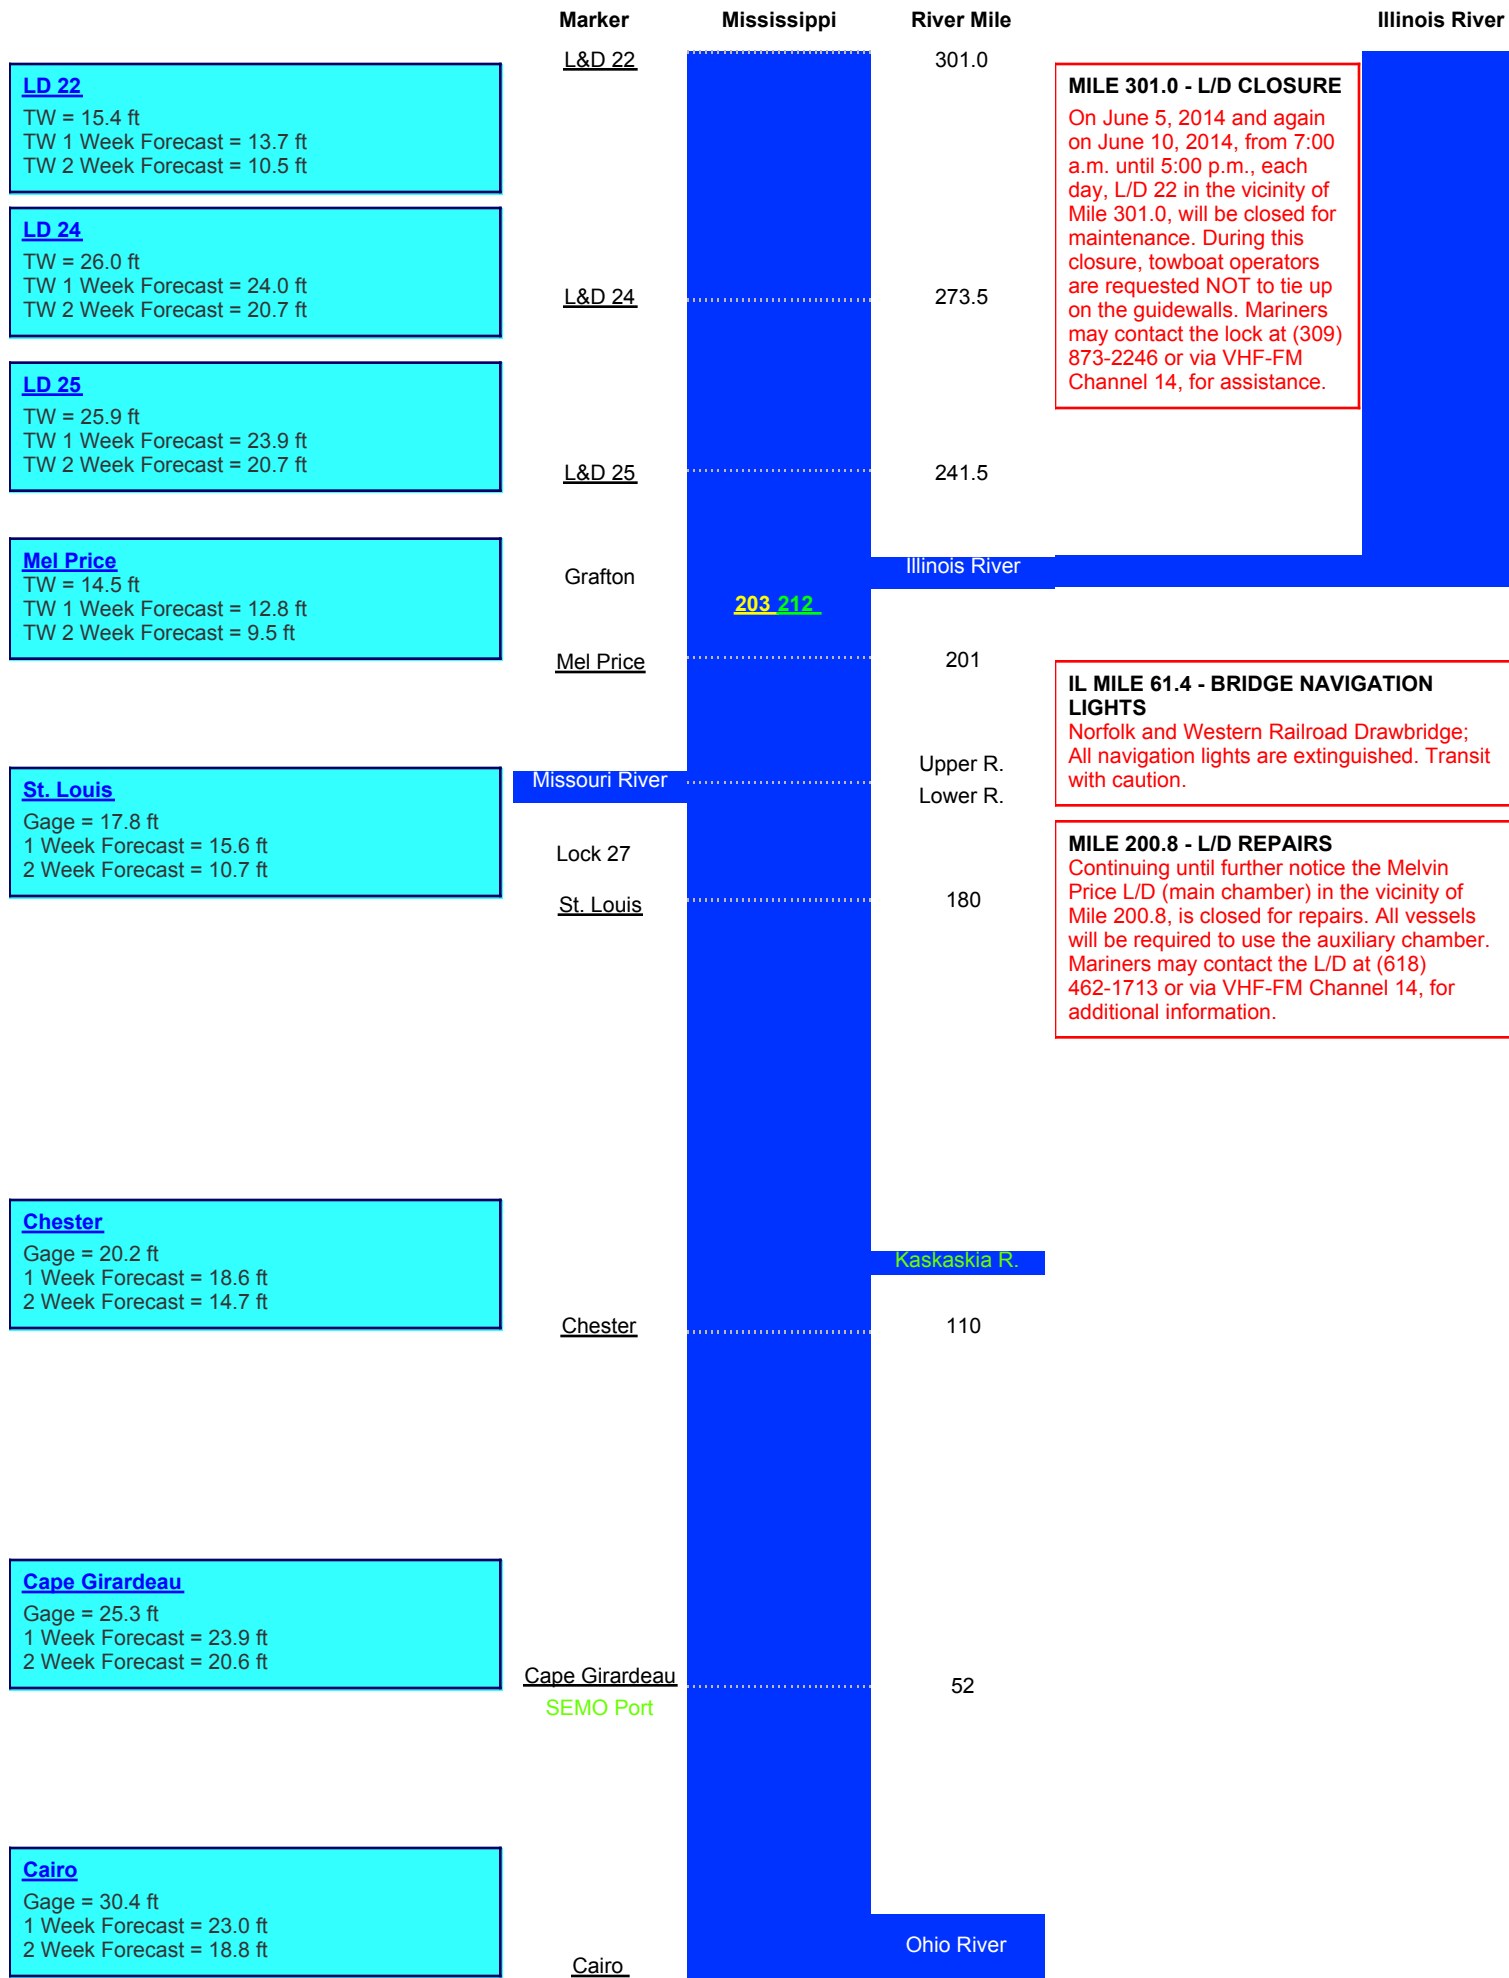 Marker Mississippi River Mile Illinois River
L&D 22 301.0
LD 22
TW = 15.4 ft
TW 1 Week Forecast = 13.7 ft
TW 2 Week Forecast = 10.5 ft
MILE 301.0 - L/D CLOSURE
On June 5, 2014 and again
on June 10, 2014, from 7:00
a.m. until 5:00 p.m., each
day, L/D 22 in the vicinity of
Mile 301.0, will be closed for
maintenance. During this
closure, towboat operators
are requested NOT to tie up
on the guidewalls. Mariners
may contact the lock at (309)
873-2246 or via VHF-FM
Channel 14, for assistance.
LD 24
TW = 26.0 ft
TW 1 Week Forecast = 24.0 ft
TW 2 Week Forecast = 20.7 ft
L&D 24 273.5
LD 25
TW = 25.9 ft
TW 1 Week Forecast = 23.9 ft
TW 2 Week Forecast = 20.7 ft
L&D 25 241.5
Mel Price
TW = 14.5 ft
TW 1 Week Forecast = 12.8 ft
TW 2 Week Forecast = 9.5 ft
Grafton
Illinois River
203 212
Mel Price 201
IL MILE 61.4 - BRIDGE NAVIGATION
LIGHTS
Norfolk and Western Railroad Drawbridge;
All navigation lights are extinguished. Transit
with caution.
Missouri River
Upper R.
Lower R.
St. Louis
Gage = 17.8 ft
1 Week Forecast = 15.6 ft
2 Week Forecast = 10.7 ft
Lock 27
St. Louis 180
MILE 200.8 - L/D REPAIRS
Continuing until further notice the Melvin
Price L/D (main chamber) in the vicinity of
Mile 200.8, is closed for repairs. All vessels
will be required to use the auxiliary chamber.
Mariners may contact the L/D at (618)
462-1713 or via VHF-FM Channel 14, for
additional information.
Chester
Gage = 20.2 ft
1 Week Forecast = 18.6 ft
2 Week Forecast = 14.7 ft
Kaskaskia R.
Chester 110
Cape Girardeau
Gage = 25.3 ft
1 Week Forecast = 23.9 ft
2 Week Forecast = 20.6 ft
Cape Girardeau 52
SEMO Port
Cairo
Gage = 30.4 ft
1 Week Forecast = 23.0 ft
2 Week Forecast = 18.8 ft
Ohio River
Cairo